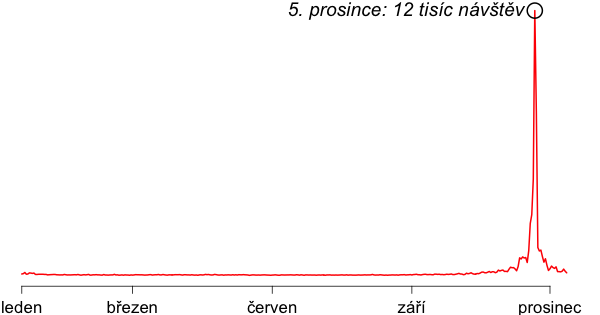 5. prosince: 12 tisíc návštěv
leden březen červen září prosinec